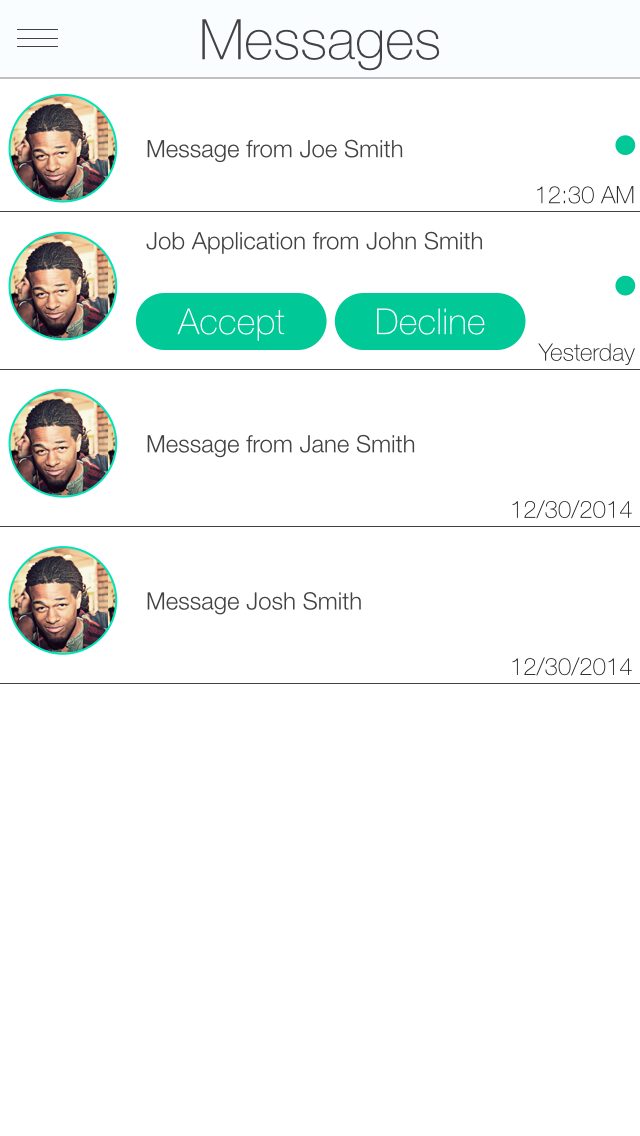 Messages
Message from Joe Smith
12:30 AM
Job Application from John Smith
Accept Decline
Yesterday
Message from Jane Smith
12/30/2014
Message Josh Smith
12/30/2014